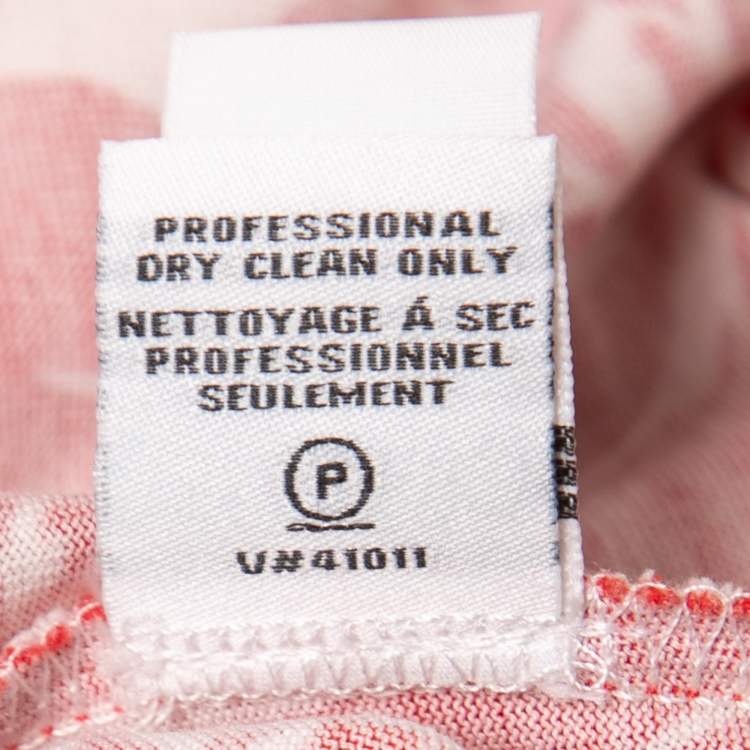 PROFESSIONAL
DRY CLEAN ONLY
NETTOYAGE Á SEC
PROFESSIONNEL
SEULEMENT
P
V#41011